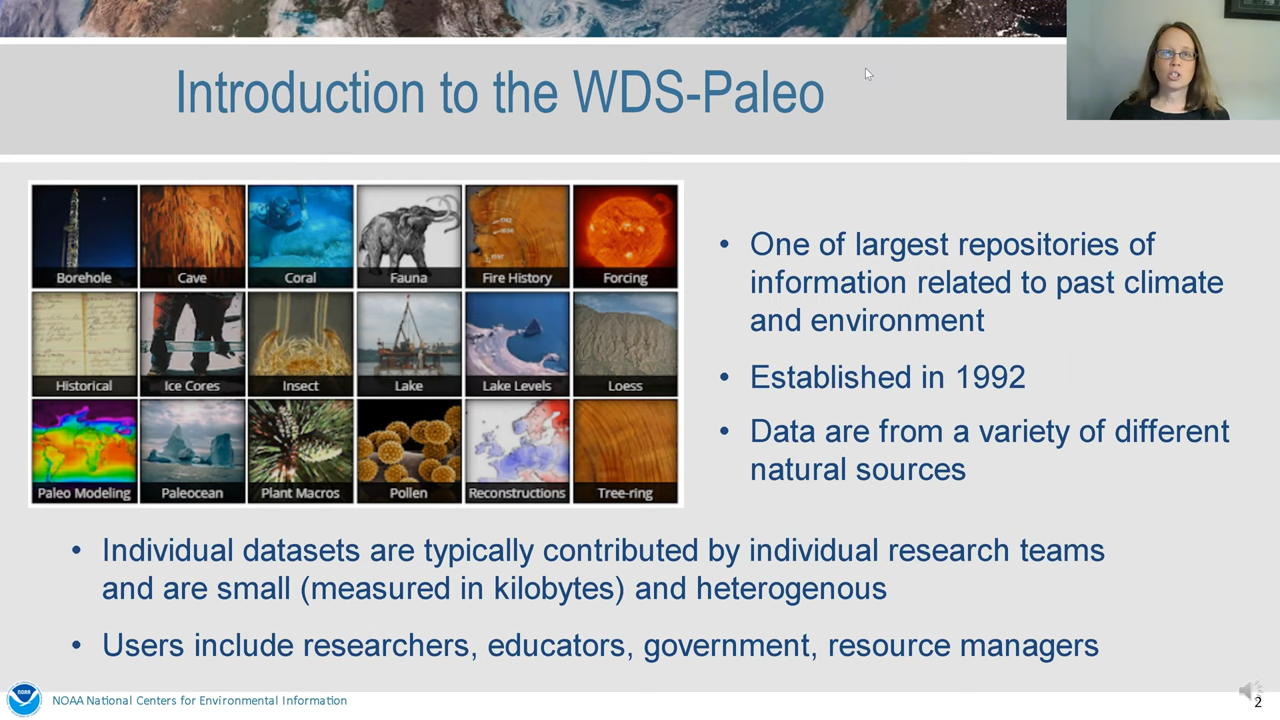 Introduction to the WDS-Paleo
Borehole
Cave
Coral
Fauna
Fire History
Forcing
Historical
Ice Cores
Insect
Lake
Lake Levels
Loess
Paleo Modeling
Paleocean
Plant Macros
Pollen
Reconstructions
Tree-ring
• One of largest repositories of
information related to past climate
and environment
• Established in 1992
• Data are from a variety of different
natural sources
• Individual datasets are typically contributed by individual research teams
and are small (measured in kilobytes) and heterogenous
• Users include researchers, educators, government, resource managers
NOAA
NOAA National Centers for Environmental Information
2